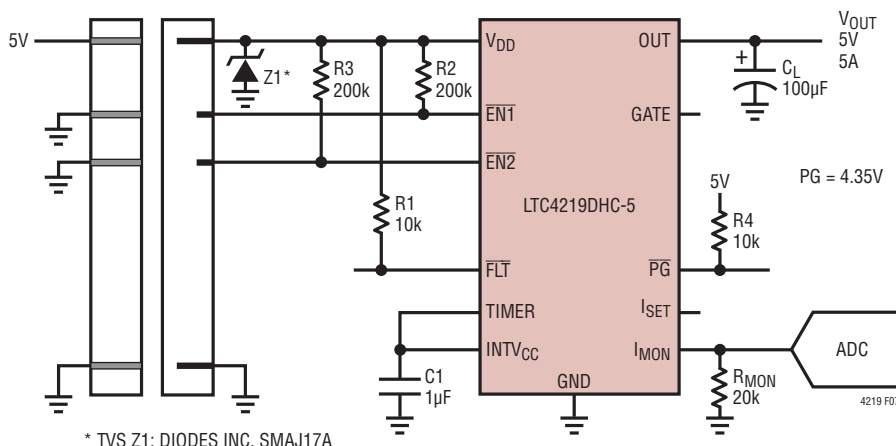 5V
Z1*
R3
200k
R2
200k
R1
10k
VDD
EN1
EN2
FLT
TIMER
INTVCC
C1
1µF
LTC4219DHC-5
GND
OUT
GATE
PG
ISET
IMON
VOUT
5V
5A
+
CL
100µF
PG = 4.35V
5V
R4
10k
ADC
RMON
20k
* TVS Z1: DIODES INC. SMAJ17A